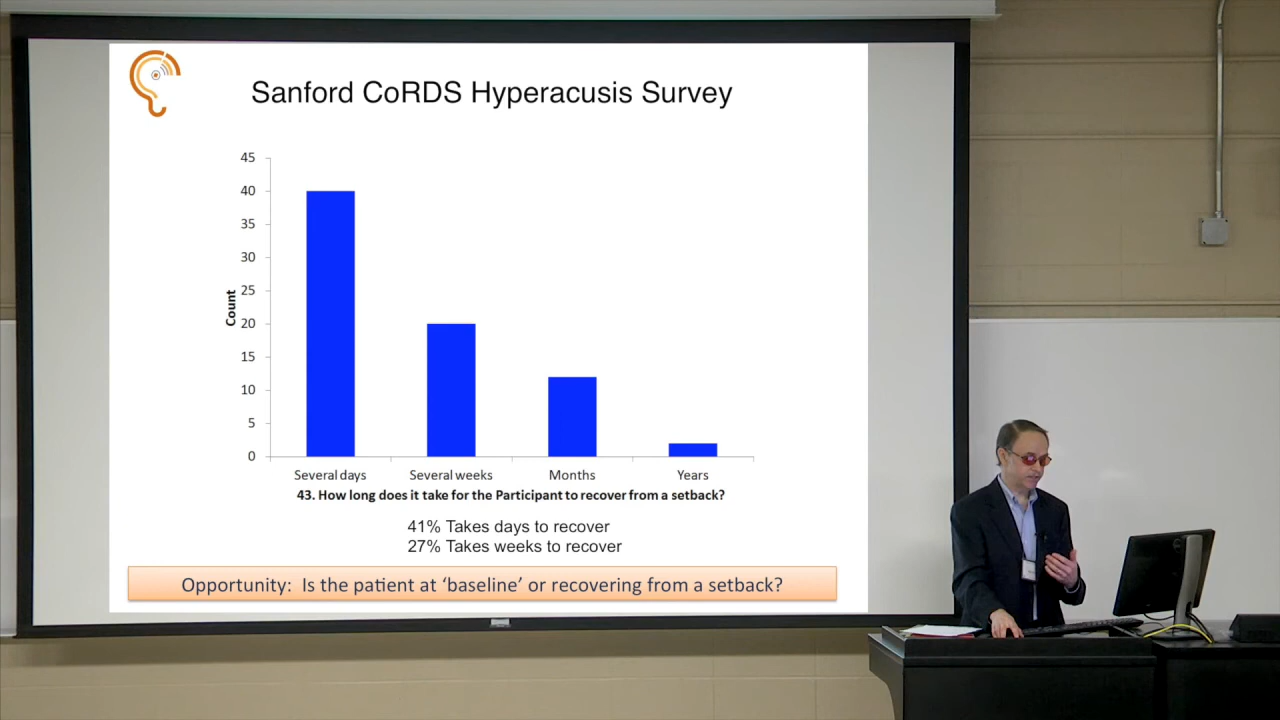 Sanford CoRDS Hyperacusis Survey
45
40
35
30
25
20
15
10
5
0
Count
Several days Several weeks Months Years
43. How long does it take for the Participant to recover from a setback?
41% Takes days to recover
27% Takes weeks to recover
Opportunity: Is the patient at ‘baseline’ or recovering from a setback?